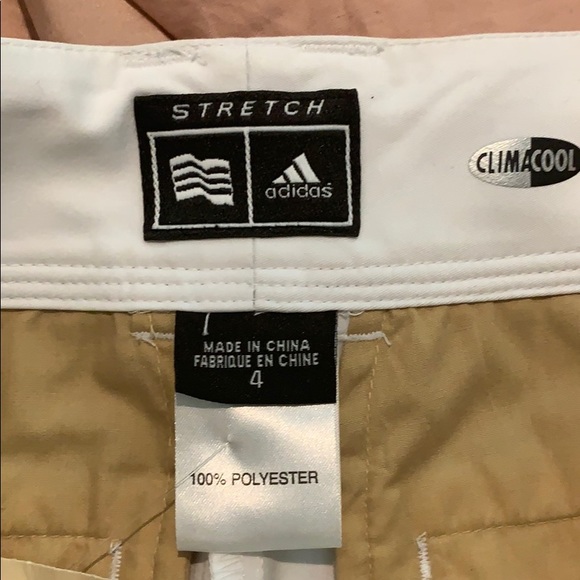 STRETCH
adidas
CLIMACOOL
MADE IN CHINA
FABRIQUE EN CHINE
4
100% POLYESTER